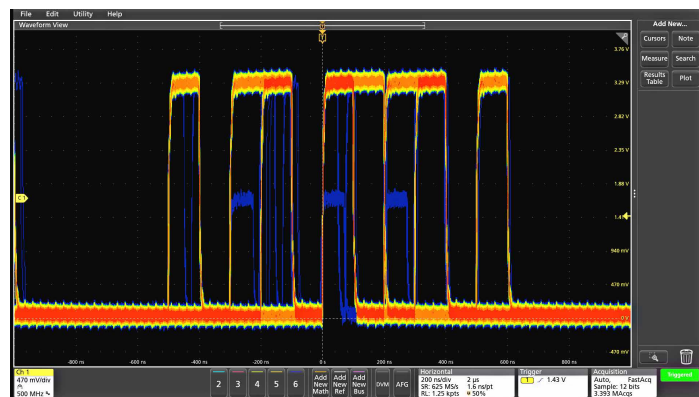 File Edit Utility Help
Waveform View
Add New...
Cursors Note
Measure Search
Results Table Plot
3.76 V
3.29 V
2.82 V
2.35 V
1.88 V
940 mV
470 mV
0 V
470 mV
C 1
-800 ns -600 ns -400 ns -200 ns 0 s 200 ns 400 ns 600 ns 800 ns
Ch 1
470 mV/div
500 MHz
2 3 4 5 6
Add New Math
Add New Ref
Add New Bus
DVM AFG
Horizontal
200 ns/div 2 µs
SR: 625 MS/s 1.6 ns/pt
RL: 1.25 kpts 50%
Trigger
1 1.43 V
Acquisition
Auto, FastAcq
Sample: 12 bits
3.393 MAcqs
Triggered